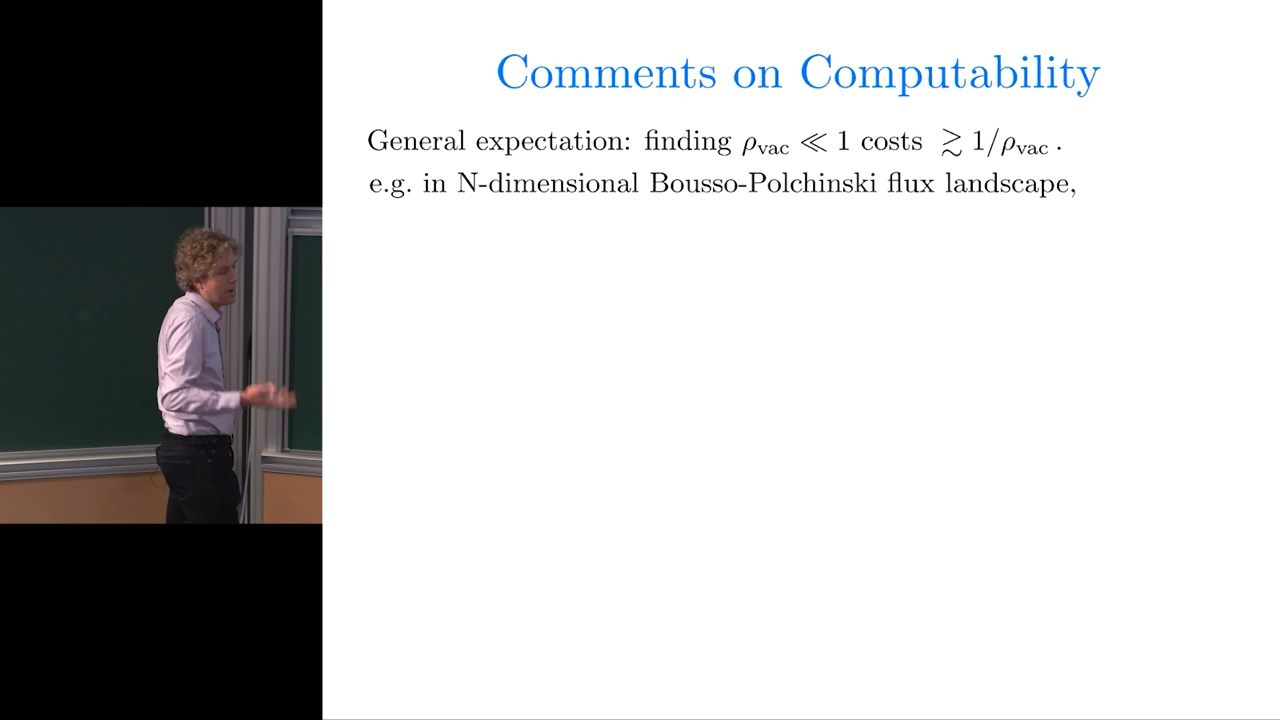 Comments on Computability
General expectation: finding ρ_vac ≪ 1 costs ≳ 1/ρ_vac .
e.g. in N-dimensional Bousso-Polchinski flux landscape,